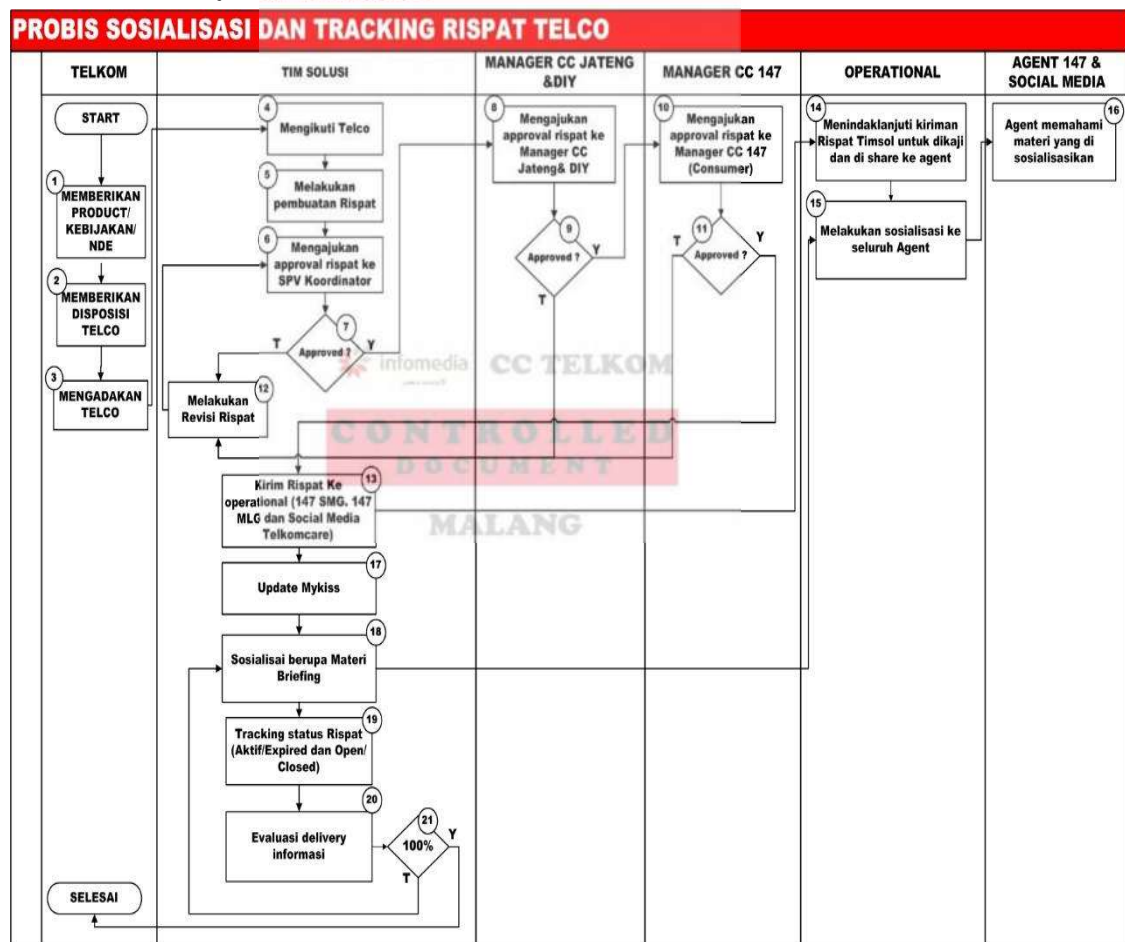 PROBIS SOSIALISASI DAN TRACKING RISPAT TELCO
TELKOM
TIM SOLUSI
MANAGER CC JATENG
&DIY
MANAGER CC 147
OPERATIONAL
AGENT 147 &
SOCIAL MEDIA
START
1
MEMBERIKAN
PRODUCT/
KEBIJAKAN/
NDE
2
MEMBERIKAN
DISPOSISI
TELCO
3
MENGADAKAN
TELCO
4
Mengikuti Telco
5
Melakukan
pembuatan Rispat
6
Mengajukan
approval rispat ke
SPV Koordinator
7
Approved ?
T
Y
12
Melakukan
Revisi Rispat
8
Mengajukan
approval rispat ke
Manager CC
Jateng& DIY
9
Approved ?
Y
T
10
Mengajukan
approval rispat ke
Manager CC 147
(Consumer)
11
T
Approved ?
Y
14
Menindaklanjuti kiriman
Rispat Timsol untuk dikaji
dan di share ke agent
15
Melakukan sosialisasi ke
seluruh Agent
16
Agent memahami
materi yang di
sosialisasikan
infomedia
CC TELKOM
CONTROLLED
DOCUMENT
MALANG
13
Kirim Rispat Ke
operational (147 SMG. 147
MLG dan Social Media
Telkomcare)
17
Update Mykiss
18
Sosialisai berupa Materi
Briefing
19
Tracking status Rispat
(Aktif/Expired dan Open/
Closed)
20
Evaluasi delivery
informasi
21
100%
Y
T
SELESAI